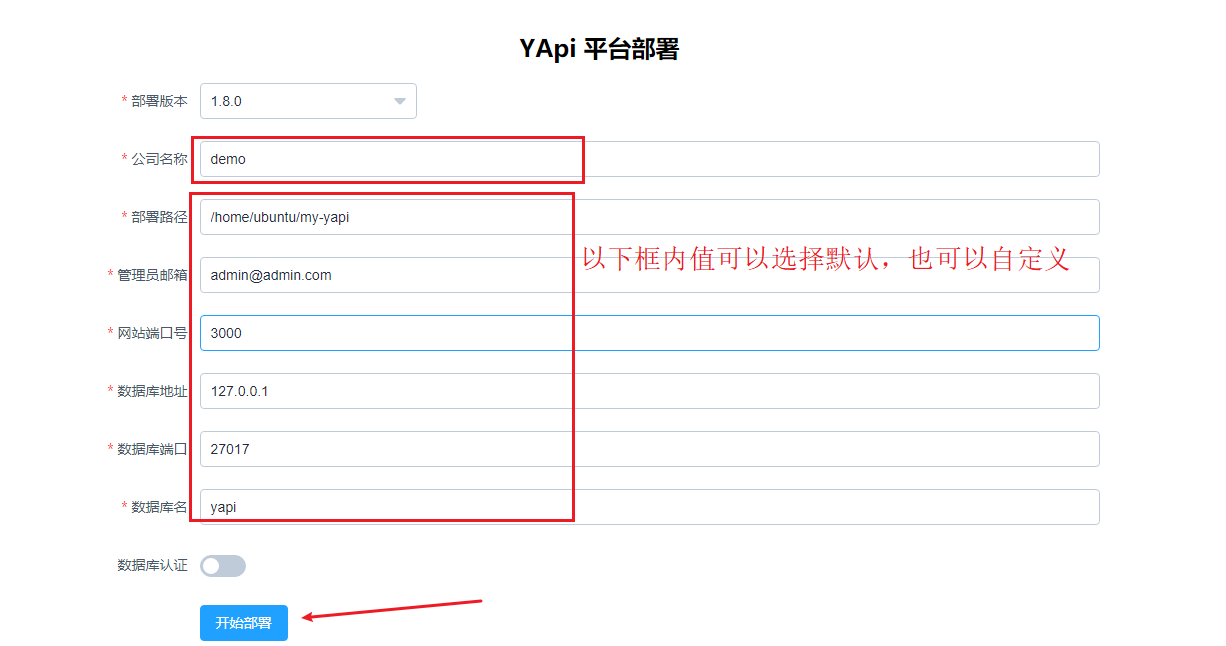 YApi 平台部署
* 部署版本 1.8.0
* 公司名称 demo
* 部署路径 /home/ubuntu/my-yapi
以下框内值可以选择默认，也可以自定义
* 管理员邮箱 admin@admin.com
* 网站端口号 3000
* 数据库地址 127.0.0.1
* 数据库端口 27017
* 数据库名 yapi
数据库认证
开始部署